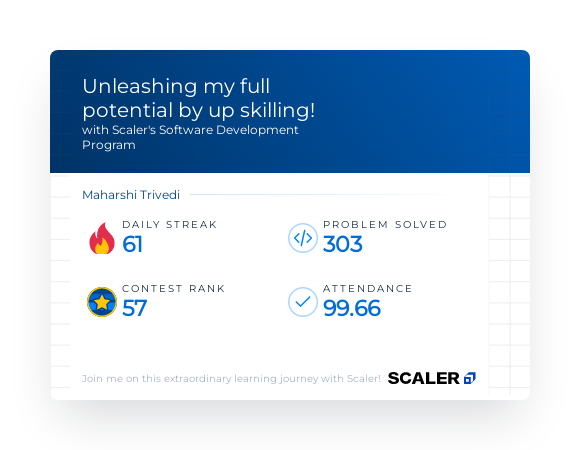 Unleashing my full
potential by up skilling!
with Scaler's Software Development
Program
Maharshi Trivedi
DAILY STREAK
61
PROBLEM SOLVED
303
CONTEST RANK
57
ATTENDANCE
99.66
Join me on this extraordinary learning journey with Scaler! SCALER